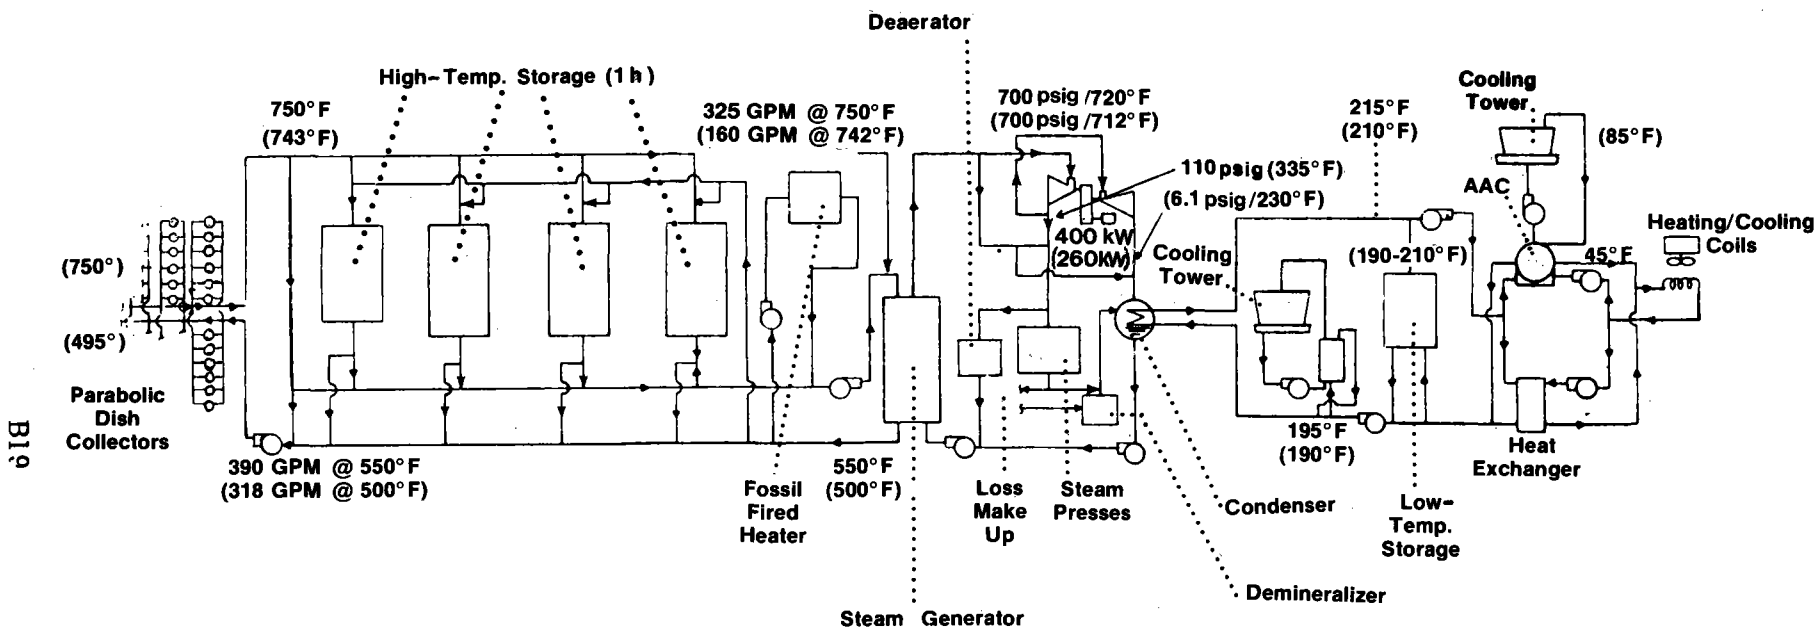 Deaerator
High-Temp. Storage (1h)
750°F
(743°F)
325 GPM @ 750°F
(160 GPM @ 742°F)
700 psig/720°F
(700 psig/712°F)
110 psig (335°F)
(6.1 psig/230°F)
400 kW
(260KW)
Cooling
Tower
215°F
(210°F)
(190-210°F)
Cooling
Tower
(85°F)
AAC
45°F
Heating/Cooling
Coils
(750°)
(495°)
Parabolic
Dish
Collectors
390 GPM @ 550°F
(318 GPM @ 500°F)
Fossil
Fired
Heater
550°F
(500°F)
Loss
Make
Up
Steam
Presses
195°F
(190°F)
Condenser
Low-
Temp.
Storage
Heat
Exchanger
Demineralizer
Steam Generator
B19